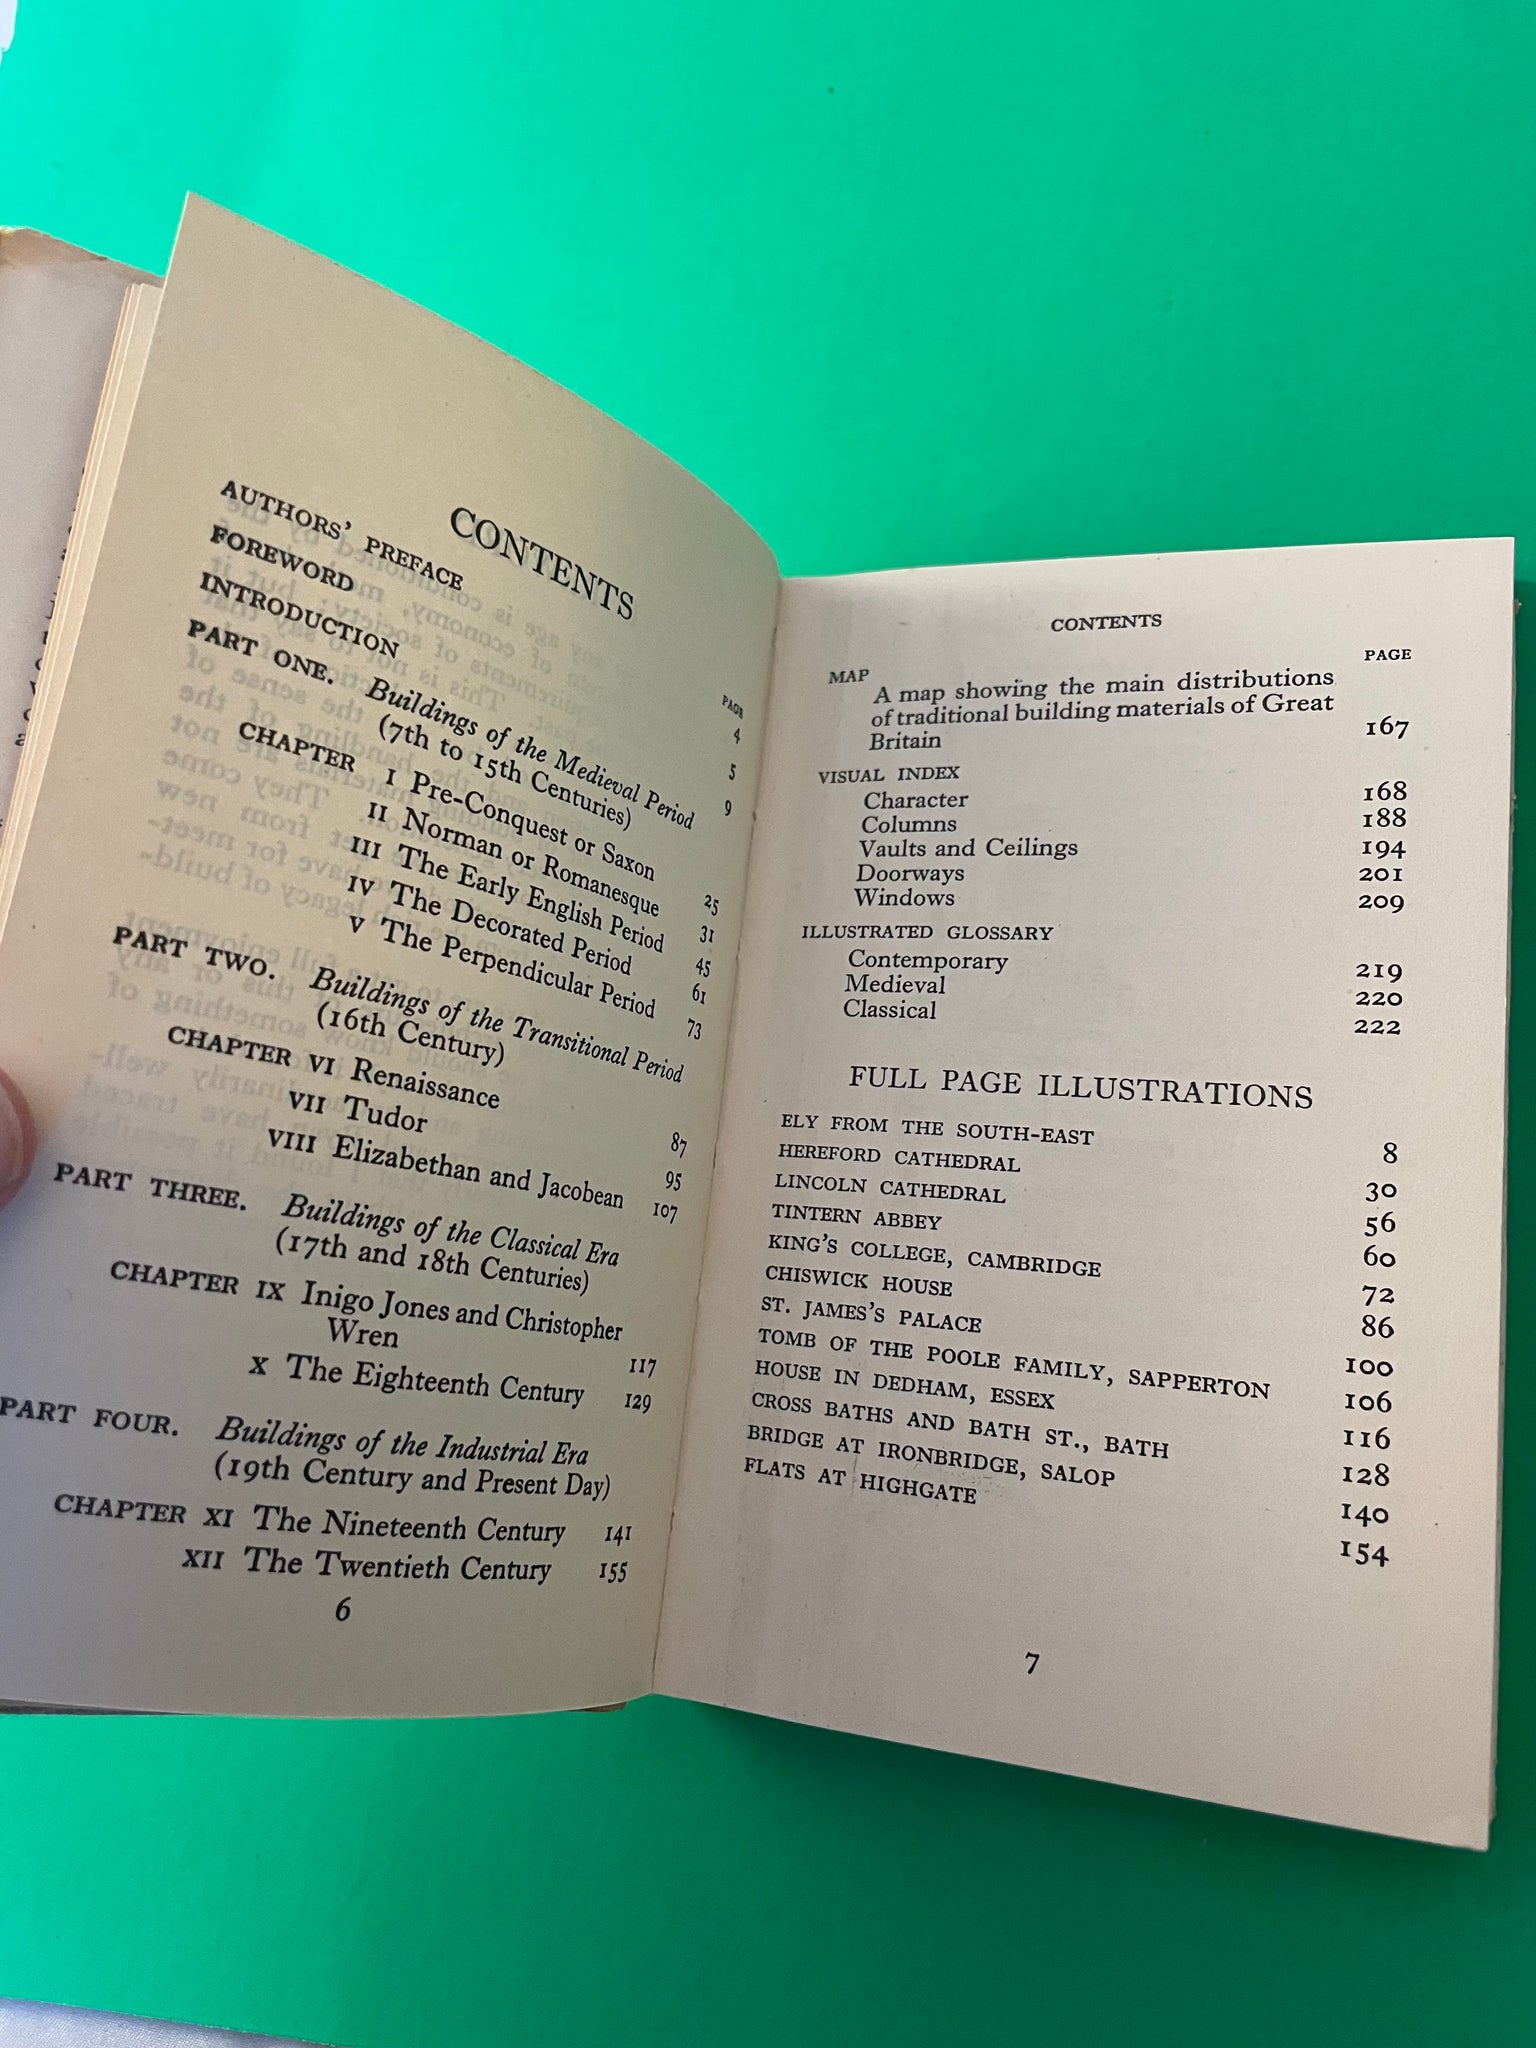 CONTENTS
PAGE
AUTHORS' PREFACE 4
FOREWORD 5
INTRODUCTION 9
PART ONE. Buildings of the Medieval Period
(7th to 15th Centuries)
CHAPTER I Pre-Conquest or Saxon 25
II Norman or Romanesque 31
III The Early English Period 45
IV The Decorated Period 61
V The Perpendicular Period 73
PART TWO. Buildings of the Transitional Period
(16th Century)
CHAPTER VI Renaissance 87
VII Tudor 95
VIII Elizabethan and Jacobean 107
PART THREE. Buildings of the Classical Era
(17th and 18th Centuries)
CHAPTER IX Inigo Jones and Christopher
Wren 117
X The Eighteenth Century 129
PART FOUR. Buildings of the Industrial Era
(19th Century and Present Day)
CHAPTER XI The Nineteenth Century 141
XII The Twentieth Century 155
6
CONTENTS
PAGE
MAP
A map showing the main distributions
of traditional building materials of Great
Britain 167
VISUAL INDEX
Character 168
Columns 188
Vaults and Ceilings 194
Doorways 201
Windows 209
ILLUSTRATED GLOSSARY
Contemporary 219
Medieval 220
Classical 222
FULL PAGE ILLUSTRATIONS
ELY FROM THE SOUTH-EAST 8
HEREFORD CATHEDRAL 30
LINCOLN CATHEDRAL 56
TINTERN ABBEY 60
KING'S COLLEGE, CAMBRIDGE 72
CHISWICK HOUSE 86
ST. JAMES'S PALACE 100
TOMB OF THE POOLE FAMILY, SAPPERTON 106
HOUSE IN DEDHAM, ESSEX 116
CROSS BATHS AND BATH ST., BATH 128
BRIDGE AT IRONBRIDGE, SALOP 140
FLATS AT HIGHGATE 154
7